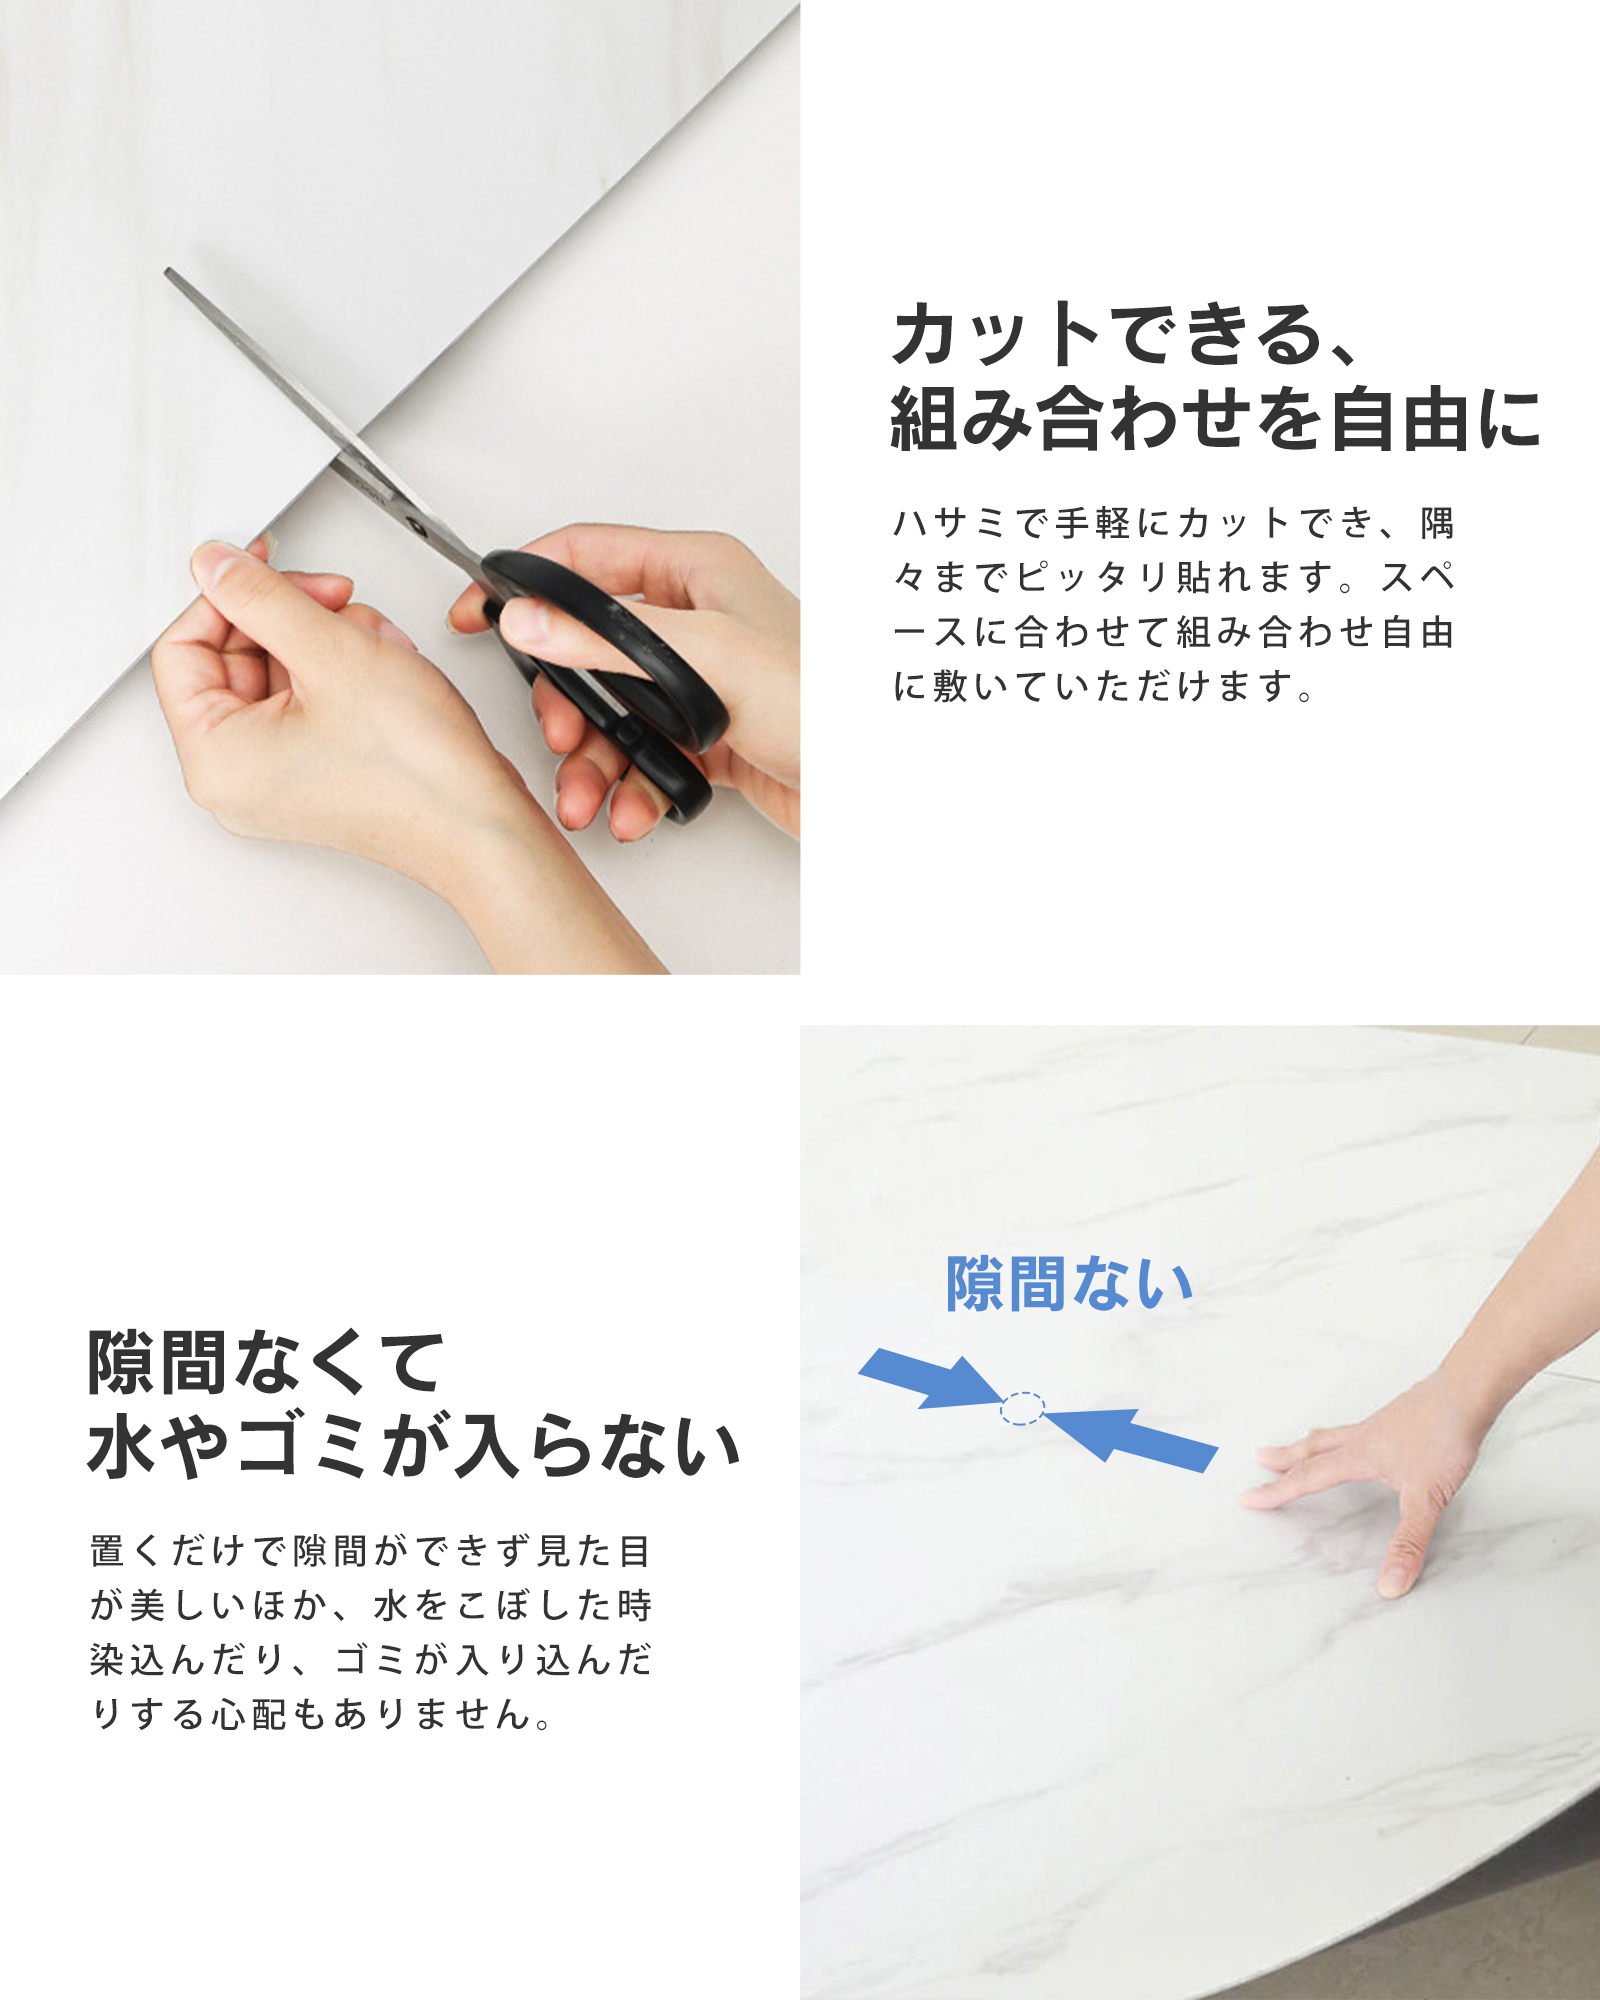 カットできる、
組み合わせを自由に
ハサミで手軽にカットでき、隅
々までピッタリ貼れます。スペ
ースに合わせて組み合わせ自由
に敷いていただけます。
隙間ない
隙間なくて
水やゴミが入らない
置くだけで隙間ができず見た目
が美しいほか、水をこぼした時
染込んだり、ゴミが入り込んだ
りする心配もありません。